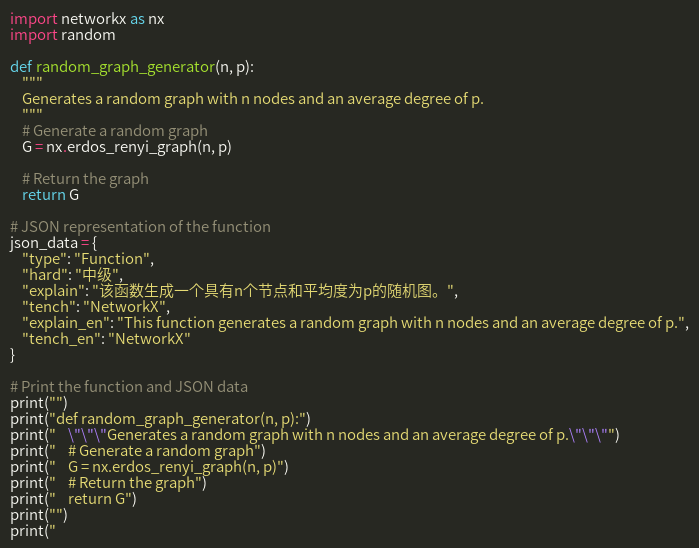 import networkx as nx
import random
def random_graph_generator(n, p):
"""
Generates a random graph with n nodes and an average degree of p.
"""
# Generate a random graph
G = nx.erdos_renyi_graph(n, p)
# Return the graph
return G
# JSON representation of the function
json_data = {
"type": "Function",
"hard": "中级",
"explain": "该函数生成一个具有n个节点和平均度为p的随机图。",
"tench": "NetworkX",
"explain_en": "This function generates a random graph with n nodes and an average degree of p.",
"tench_en": "NetworkX"
}
# Print the function and JSON data
print("")
print("def random_graph_generator(n, p):")
print("    \"\"\"Generates a random graph with n nodes and an average degree of p.\"\"\"")
print("    # Generate a random graph")
print("    G = nx.erdos_renyi_graph(n, p)")
print("    # Return the graph")
print("    return G")
print("")
print("